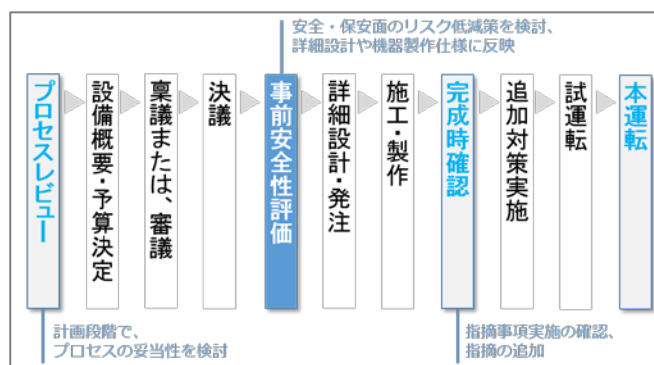 安全・保安面のリスク低減策を検討、
詳細設計や機器製作仕様に反映
プロセスレビュー
設備概要・予算決定
稟議または、審議
決議
事前安全性評価
詳細設計・発注
施工・製作
完成時確認
追加対策実施
試運転
本運転
計画段階で、
プロセスの妥当性を検討
指摘事項実施の確認、
指摘の追加